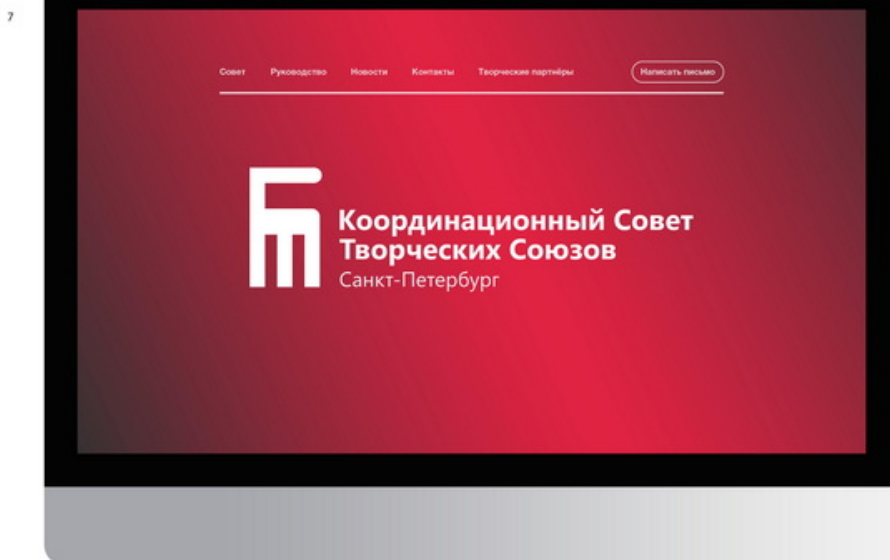 7
Совет Руководство Новости Контакты Творческие партнёры Написать письмо
Координационный Совет
Творческих Союзов
Санкт-Петербург